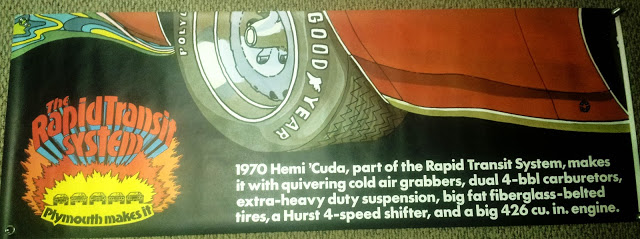 POLYGL
GOODYEAR
The
Rapid Transit
System
Plymouth makes it
1970 Hemi 'Cuda, part of the Rapid Transit System, makes
it with quivering cold air grabbers, dual 4-bbl carburetors,
extra-heavy duty suspension, big fat fiberglass-belted
tires, a Hurst 4-speed shifter, and a big 426 cu. in. engine.